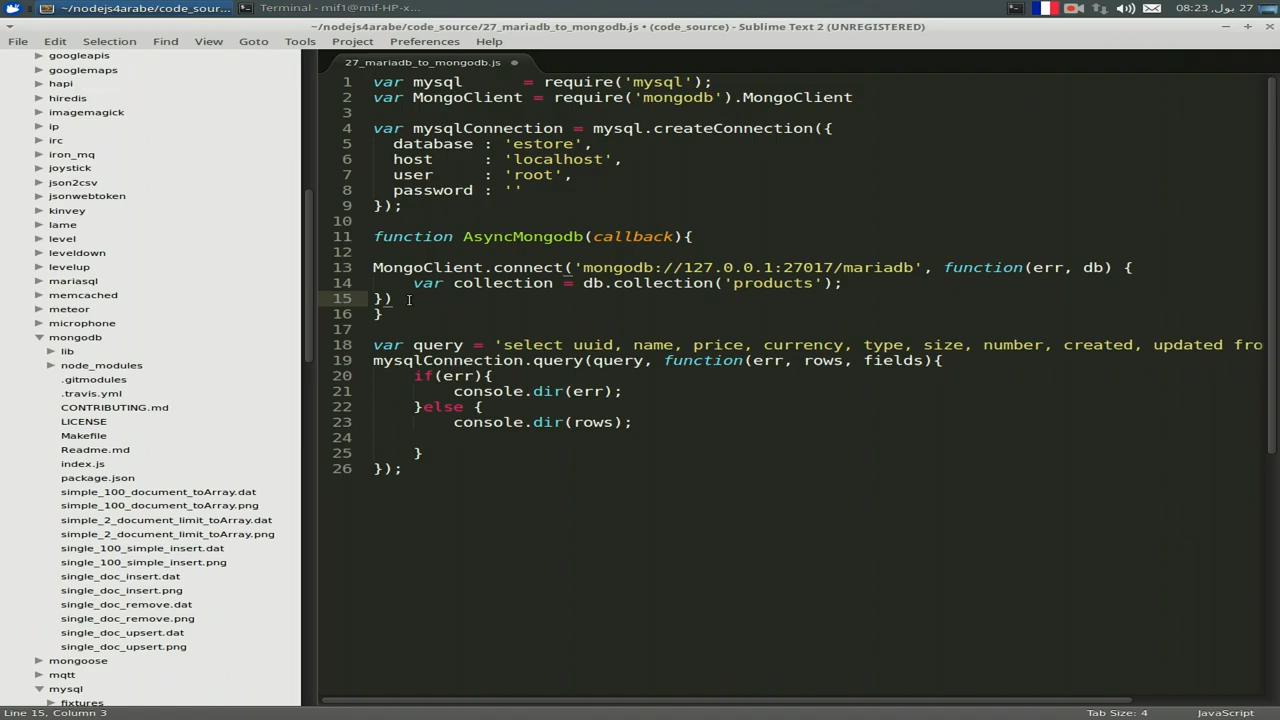 ~/nodejs4arabe/code_sour...
Terminal - mif1@mif-HP-x...
08:23 ,بول 27
~/nodejs4arabe/code_source/27_mariadb_to_mongodb.js • (code_source) - Sublime Text 2 (UNREGISTERED)
File Edit Selection Find View Goto Tools Project Preferences Help
googleapis
googlemaps
hapi
hiredis
imagemagick
ip
irc
iron_mq
joystick
json2csv
jsonwebtoken
kinvey
lame
level
leveldown
levelup
mariasql
memcached
meteor
microphone
mongodb
lib
node_modules
.gitmodules
.travis.yml
CONTRIBUTING.md
LICENSE
Makefile
Readme.md
index.js
package.json
simple_100_document_toArray.dat
simple_100_document_toArray.png
simple_2_document_limit_toArray.dat
simple_2_document_limit_toArray.png
single_100_simple_insert.dat
single_100_simple_insert.png
single_doc_insert.dat
single_doc_insert.png
single_doc_remove.dat
single_doc_remove.png
single_doc_upsert.dat
single_doc_upsert.png
mongoose
mqtt
mysql
fixtures
27_mariadb_to_mongodb.js
1 var mysql      = require('mysql');
2 var MongoClient = require('mongodb').MongoClient
3
4 var mysqlConnection = mysql.createConnection({
5   database : 'estore',
6   host     : 'localhost',
7   user     : 'root',
8   password : ''
9 });
10
11 function AsyncMongodb(callback){
12
13 MongoClient.connect('mongodb://127.0.0.1:27017/mariadb', function(err, db) {
14     var collection = db.collection('products');
15 })
16 }
17
18 var query = 'select uuid, name, price, currency, type, size, number, created, updated fro
19 mysqlConnection.query(query, function(err, rows, fields){
20     if(err){
21         console.dir(err);
22     }else {
23         console.dir(rows);
24
25     }
26 });
Line 15, Column 3
Tab Size: 4
JavaScript